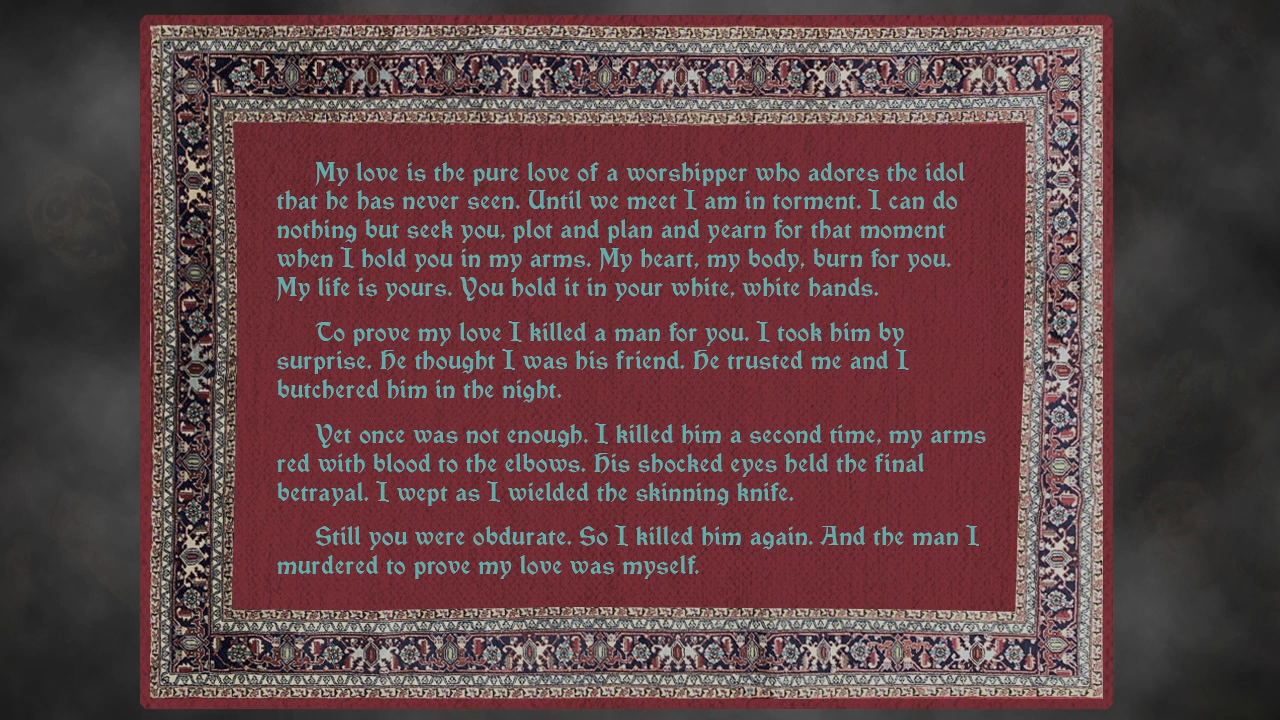 My love is the pure love of a worshipper who adores the idol
that he has never seen. Until we meet I am in torment. I can do
nothing but seek you, plot and plan and yearn for that moment
when I hold you in my arms. My heart, my body, burn for you.
My life is yours. You hold it in your white, white hands.
To prove my love I killed a man for you. I took him by
surprise. He thought I was his friend. He trusted me and I
butchered him in the night.
Yet once was not enough. I killed him a second time, my arms
red with blood to the elbows. His shocked eyes held the final
betrayal. I wept as I wielded the skinning knife.
Still you were obdurate. So I killed him again. And the man I
murdered to prove my love was myself.